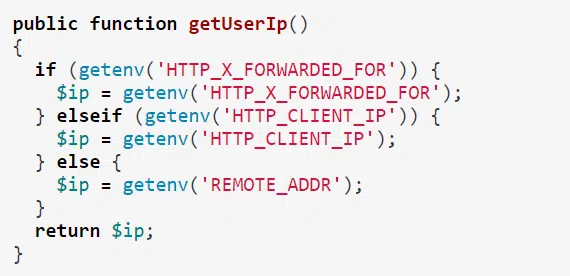 public function getUserIp()
{
  if (getenv('HTTP_X_FORWARDED_FOR')) {
    $ip = getenv('HTTP_X_FORWARDED_FOR');
  } elseif (getenv('HTTP_CLIENT_IP')) {
    $ip = getenv('HTTP_CLIENT_IP');
  } else {
    $ip = getenv('REMOTE_ADDR');
  }
  return $ip;
}